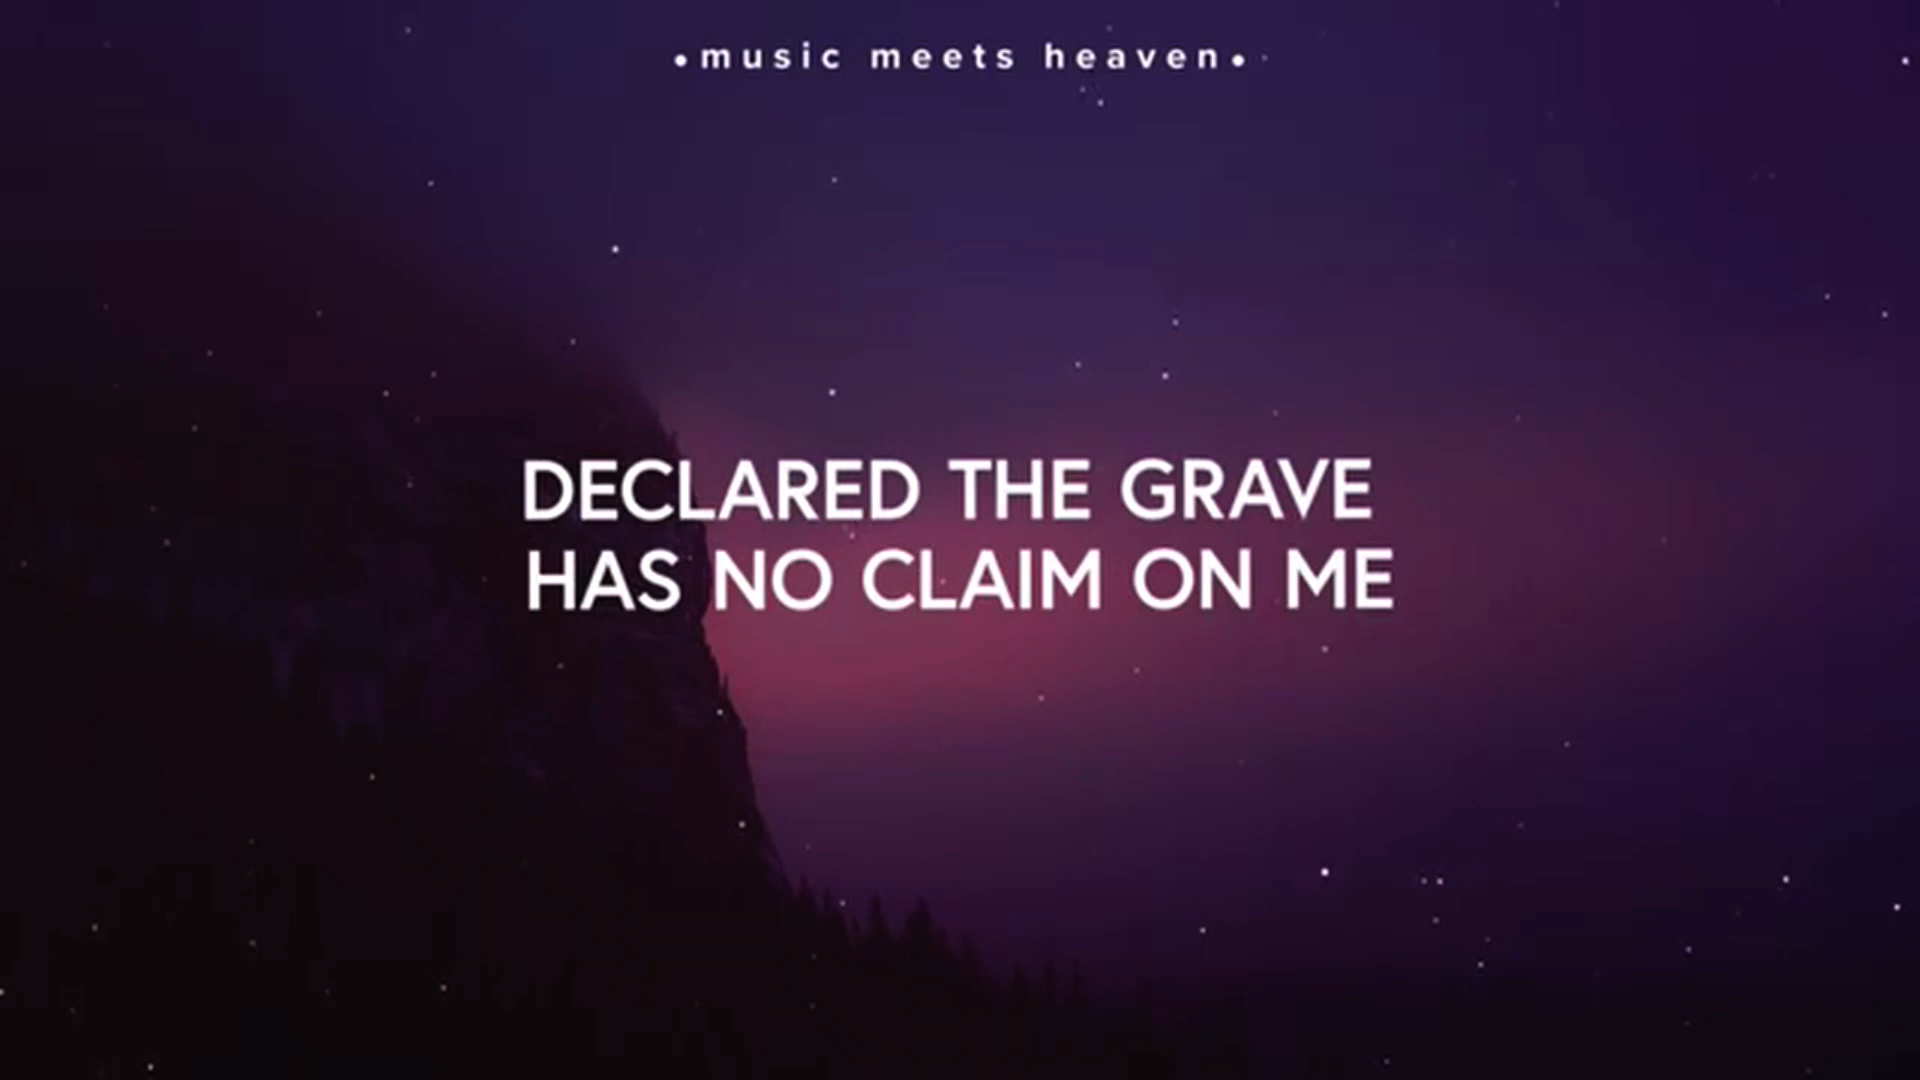 •music meets heaven•
DECLARED THE GRAVE
HAS NO CLAIM ON ME